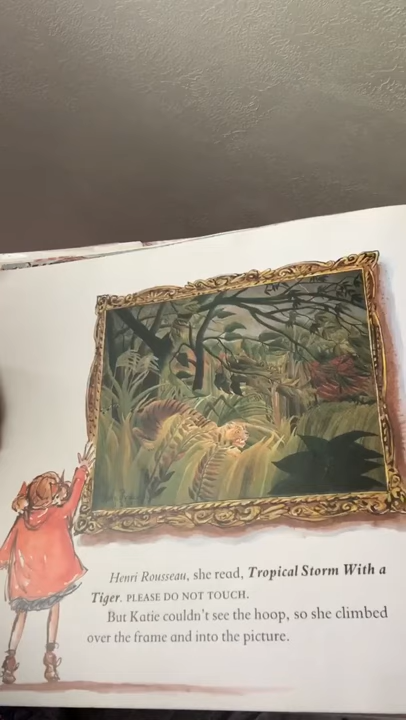 Henri Rousseau, she read, Tropical Storm With a
Tiger. PLEASE DO NOT TOUCH.
But Katie couldn't see the hoop, so she climbed
over the frame and into the picture.